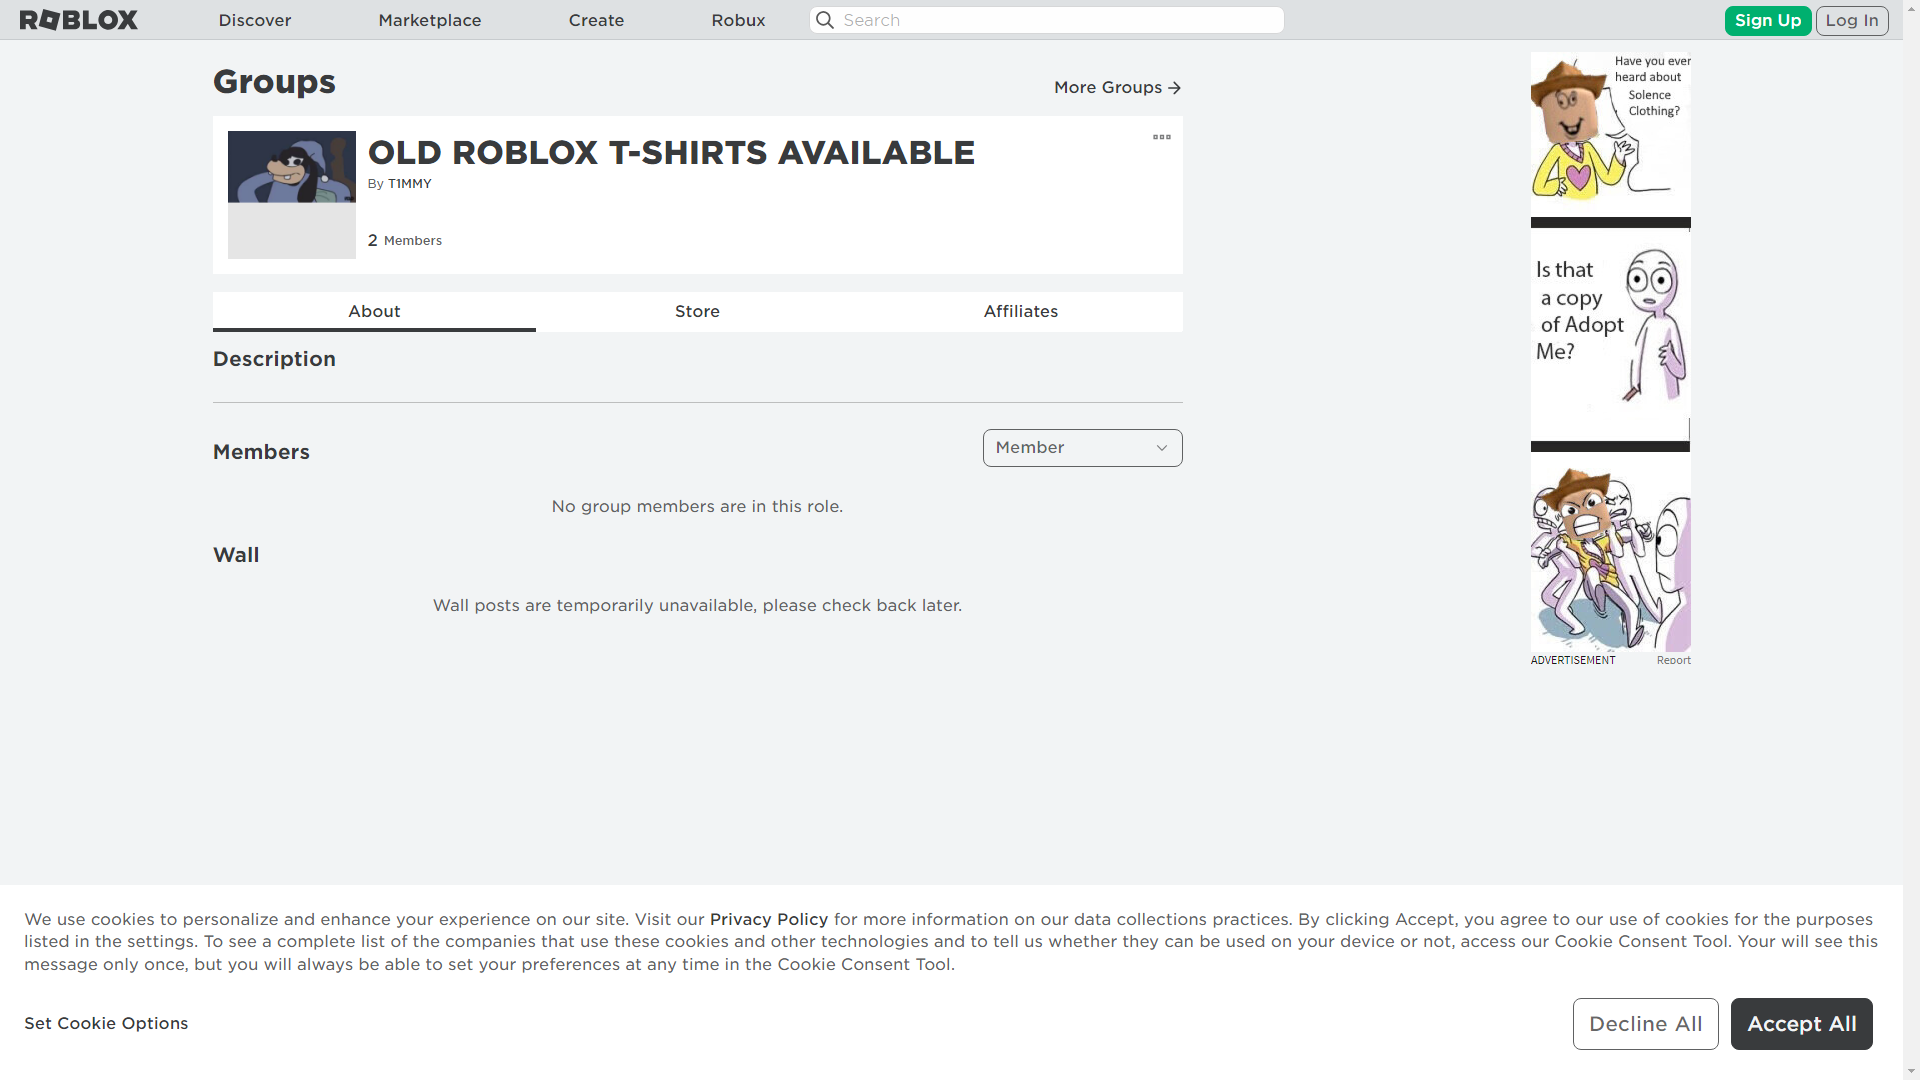 ROBLOX
Discover
Marketplace
Create
Robux
Search
Sign Up
Log In
Groups
More Groups
OLD ROBLOX T-SHIRTS AVAILABLE
By T1MMY
2 Members
About
Store
Affiliates
Description
Members
Member
No group members are in this role.
Wall
Wall posts are temporarily unavailable, please check back later.
Have you ever
heard about
Solence
Clothing?
Is that
a copy
of Adopt
Me?
ADVERTISEMENT
Report
We use cookies to personalize and enhance your experience on our site. Visit our Privacy Policy for more information on our data collections practices. By clicking Accept, you agree to our use of cookies for the purposes
listed in the settings. To see a complete list of the companies that use these cookies and other technologies and to tell us whether they can be used on your device or not, access our Cookie Consent Tool. Your will see this
message only once, but you will always be able to set your preferences at any time in the Cookie Consent Tool.
Set Cookie Options
Decline All
Accept All